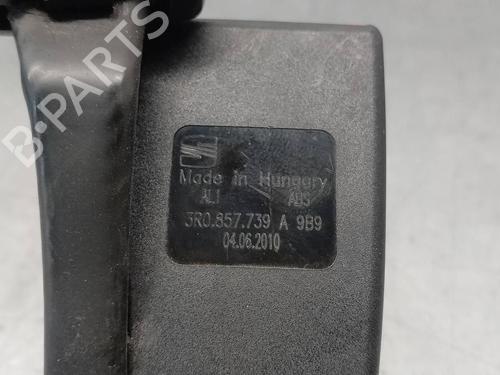 B-PARTS
Made in Hungary
AL1 AB3
3R0.857.739 A 9B9
04.06.2010